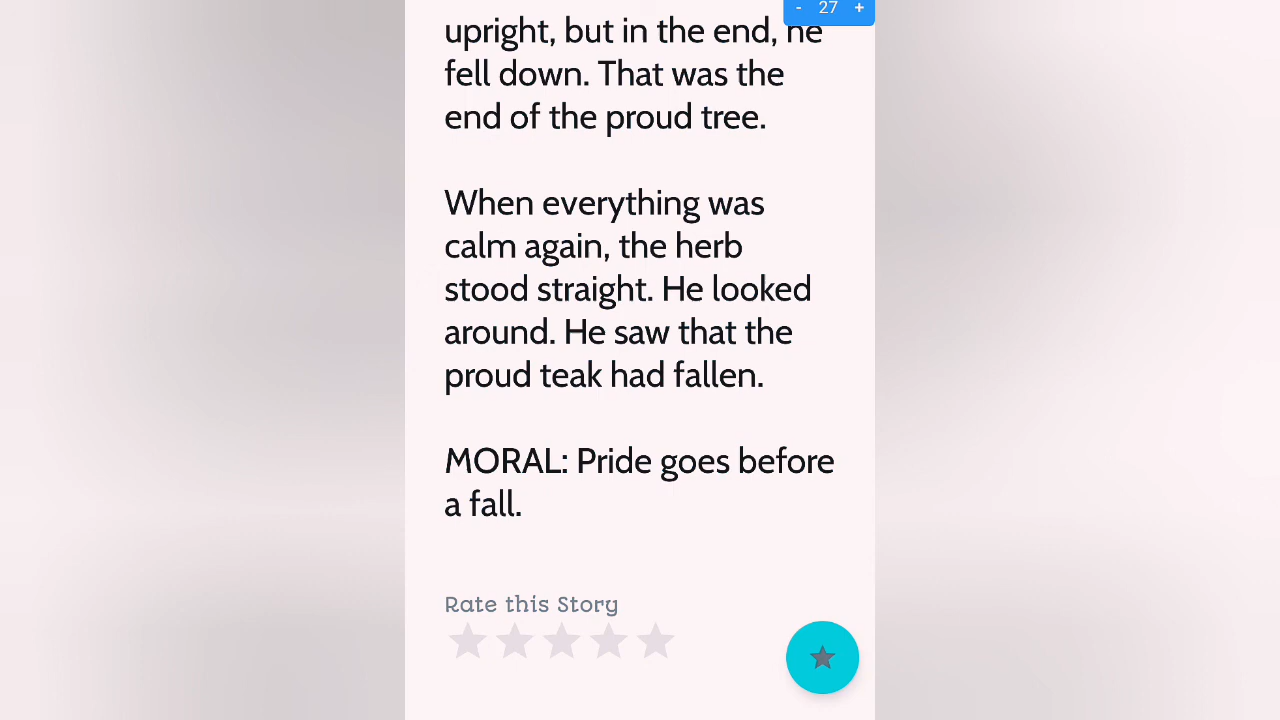 - 27 +
upright, but in the end, he
fell down. That was the
end of the proud tree.
When everything was
calm again, the herb
stood straight. He looked
around. He saw that the
proud teak had fallen.
MORAL: Pride goes before
a fall.
Rate this Story